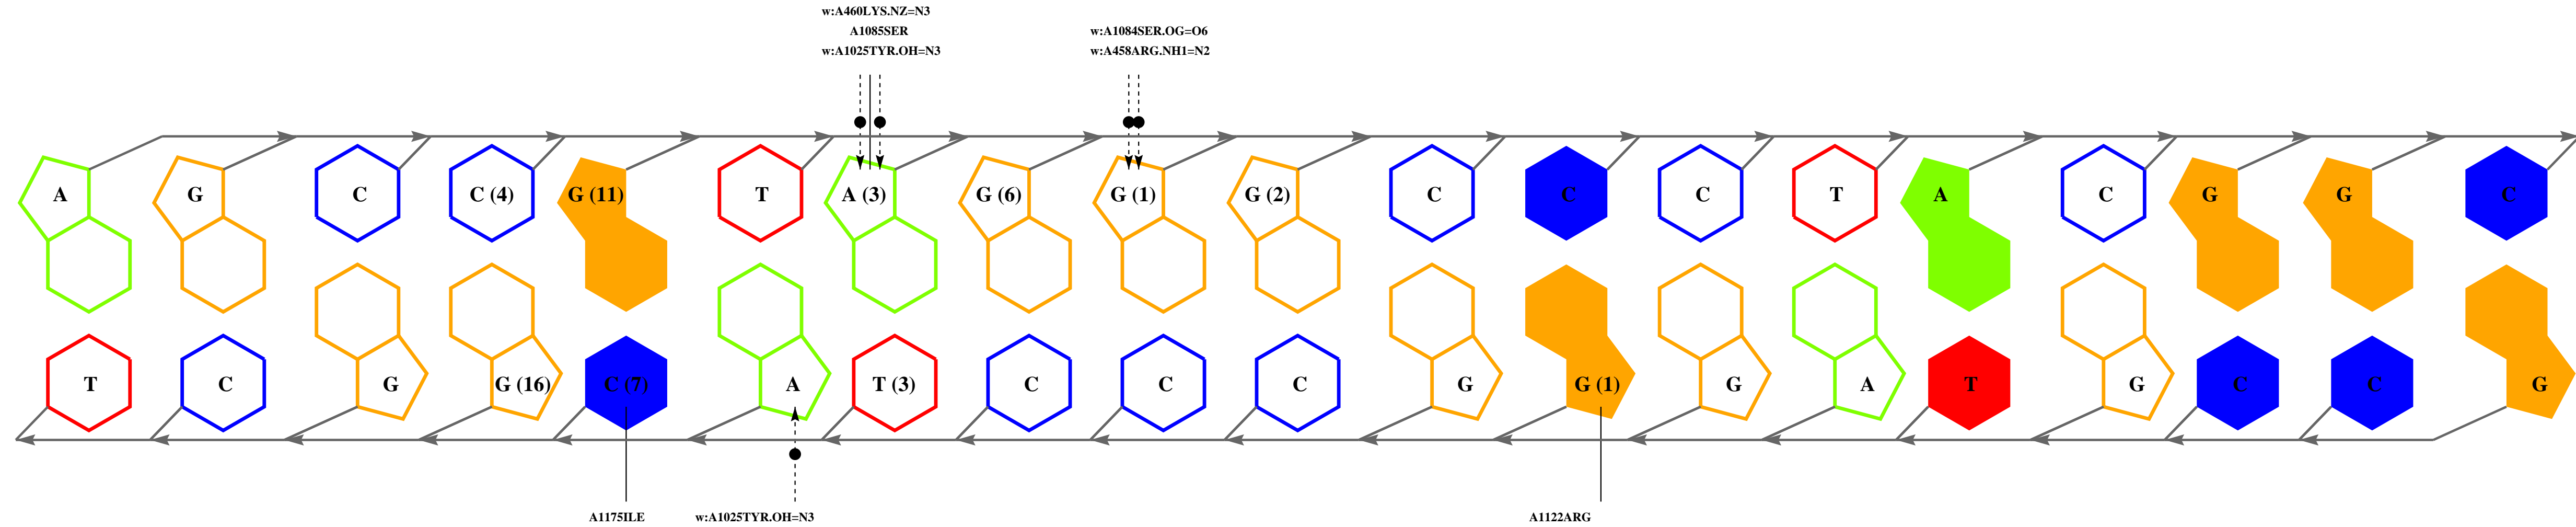 w:A460LYS.NZ=N3
A1085SER
w:A1025TYR.OH=N3
w:A1084SER.OG=O6
w:A458ARG.NH1=N2
A G C C (4) G (11) T A (3) G (6) G (1) G (2) C C C T A C G G C
T C G G (16) C (7) A T (3) C C C G G (1) G A T G C C G
A1175ILE w:A1025TYR.OH=N3 A1122ARG